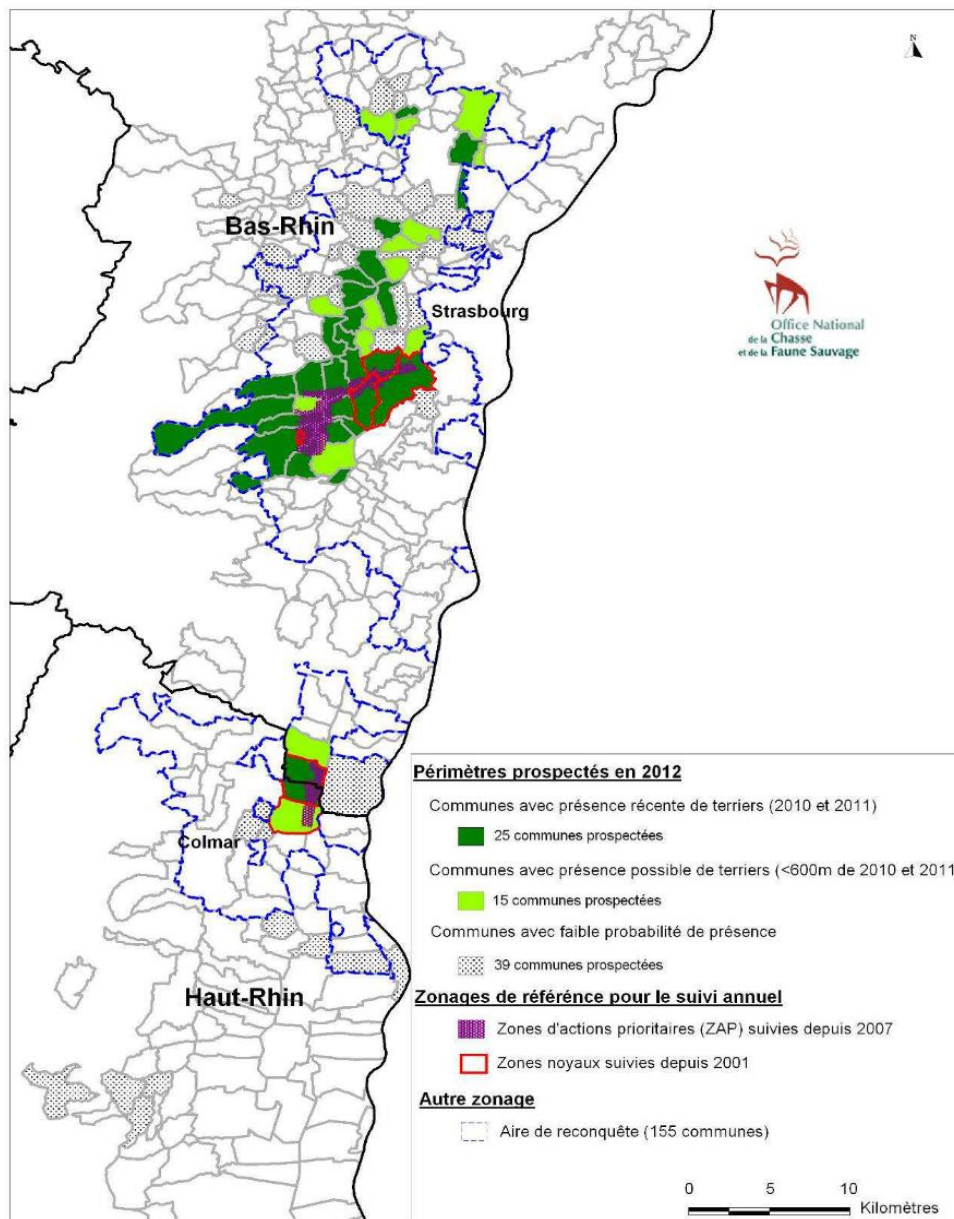 N
Bas-Rhin
Strasbourg
Office National
de la Chasse
et de la Faune Sauvage
Colmar
Haut-Rhin
Périmètres prospectés en 2012
Communes avec présence récente de terriers (2010 et 2011)
25 communes prospectées
Communes avec présence possible de terriers (<600m de 2010 et 2011
15 communes prospectées
Communes avec faible probabilité de présence
39 communes prospectées
Zonages de référénce pour le suivi annuel
Zones d'actions prioritaires (ZAP) suivies depuis 2007
Zones noyaux suivies depuis 2001
Autre zonage
Aire de reconquête (155 communes)
0 5 10
Kilomètres